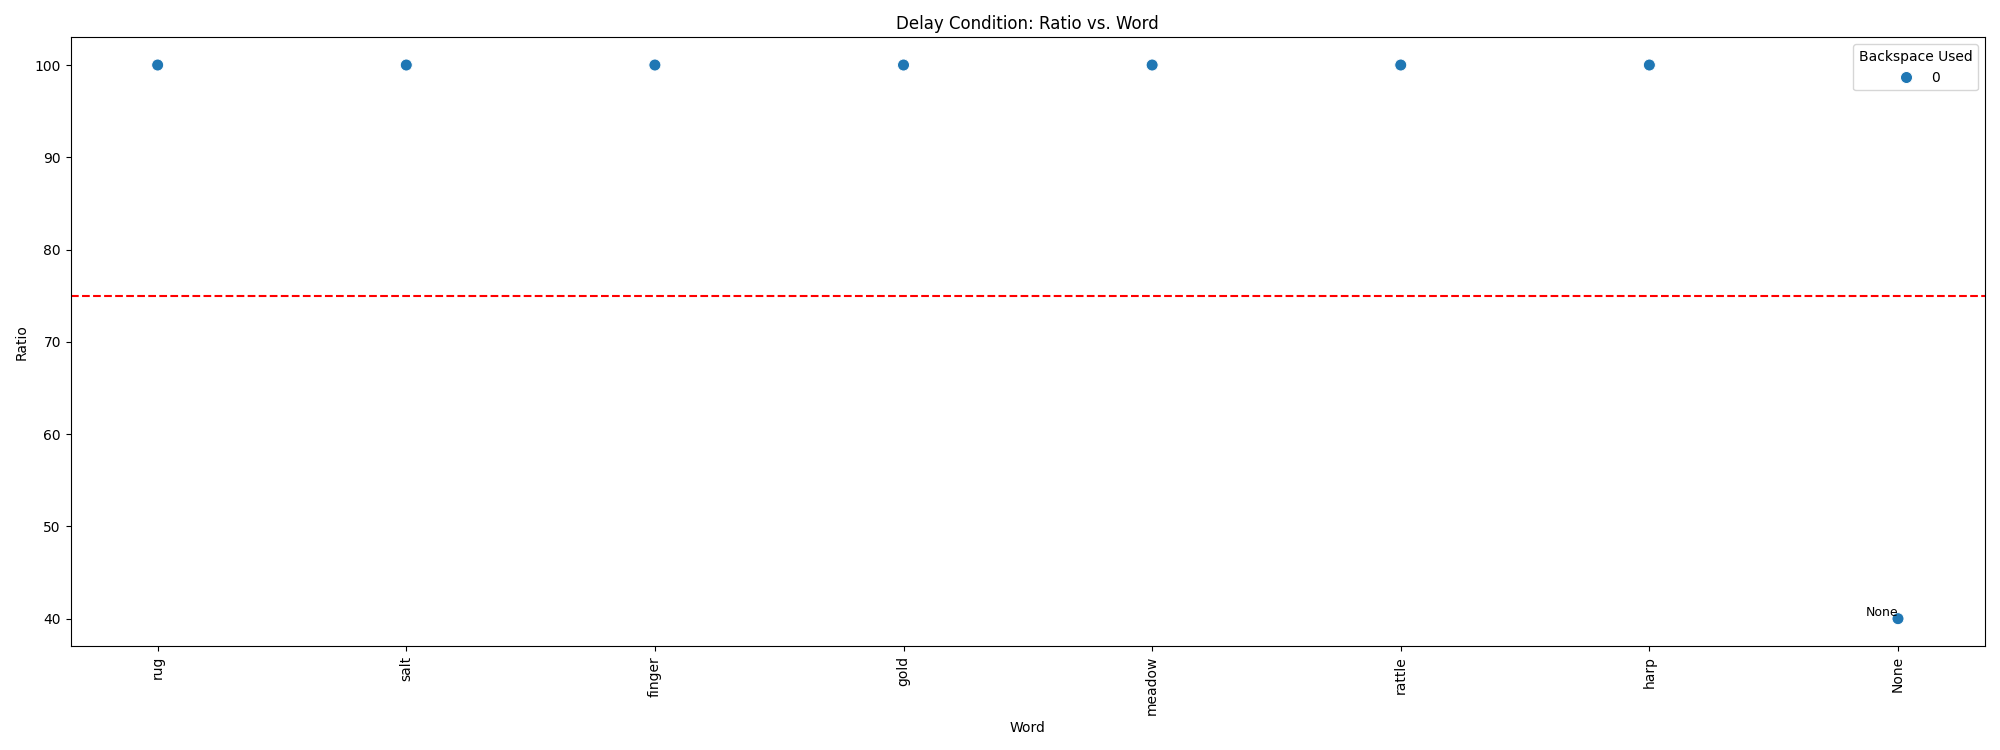 Delay Condition: Ratio vs. Word
Backspace Used
0
100
90
80
70
60
50
40
Ratio
None
rug
salt
finger
gold
meadow
rattle
harp
None
Word